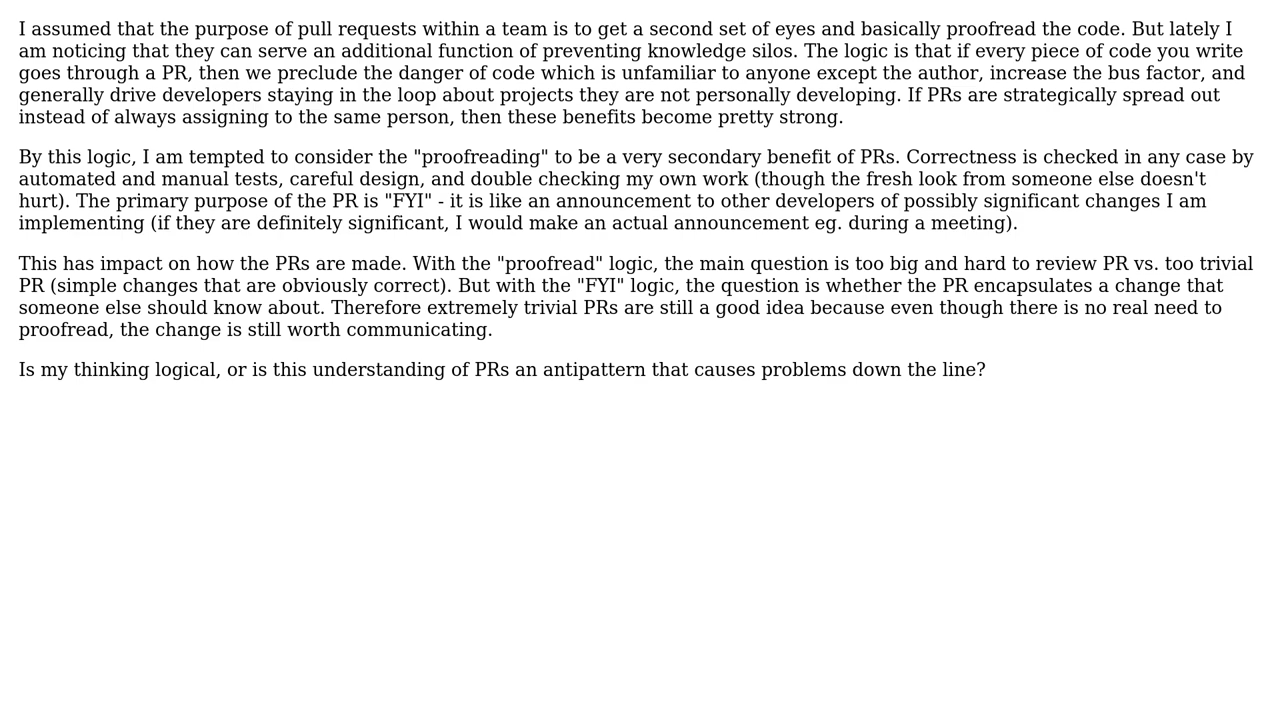 I assumed that the purpose of pull requests within a team is to get a second set of eyes and basically proofread the code. But lately I
am noticing that they can serve an additional function of preventing knowledge silos. The logic is that if every piece of code you write
goes through a PR, then we preclude the danger of code which is unfamiliar to anyone except the author, increase the bus factor, and
generally drive developers staying in the loop about projects they are not personally developing. If PRs are strategically spread out
instead of always assigning to the same person, then these benefits become pretty strong.
By this logic, I am tempted to consider the "proofreading" to be a very secondary benefit of PRs. Correctness is checked in any case by
automated and manual tests, careful design, and double checking my own work (though the fresh look from someone else doesn't
hurt). The primary purpose of the PR is "FYI" - it is like an announcement to other developers of possibly significant changes I am
implementing (if they are definitely significant, I would make an actual announcement eg. during a meeting).
This has impact on how the PRs are made. With the "proofread" logic, the main question is too big and hard to review PR vs. too trivial
PR (simple changes that are obviously correct). But with the "FYI" logic, the question is whether the PR encapsulates a change that
someone else should know about. Therefore extremely trivial PRs are still a good idea because even though there is no real need to
proofread, the change is still worth communicating.
Is my thinking logical, or is this understanding of PRs an antipattern that causes problems down the line?